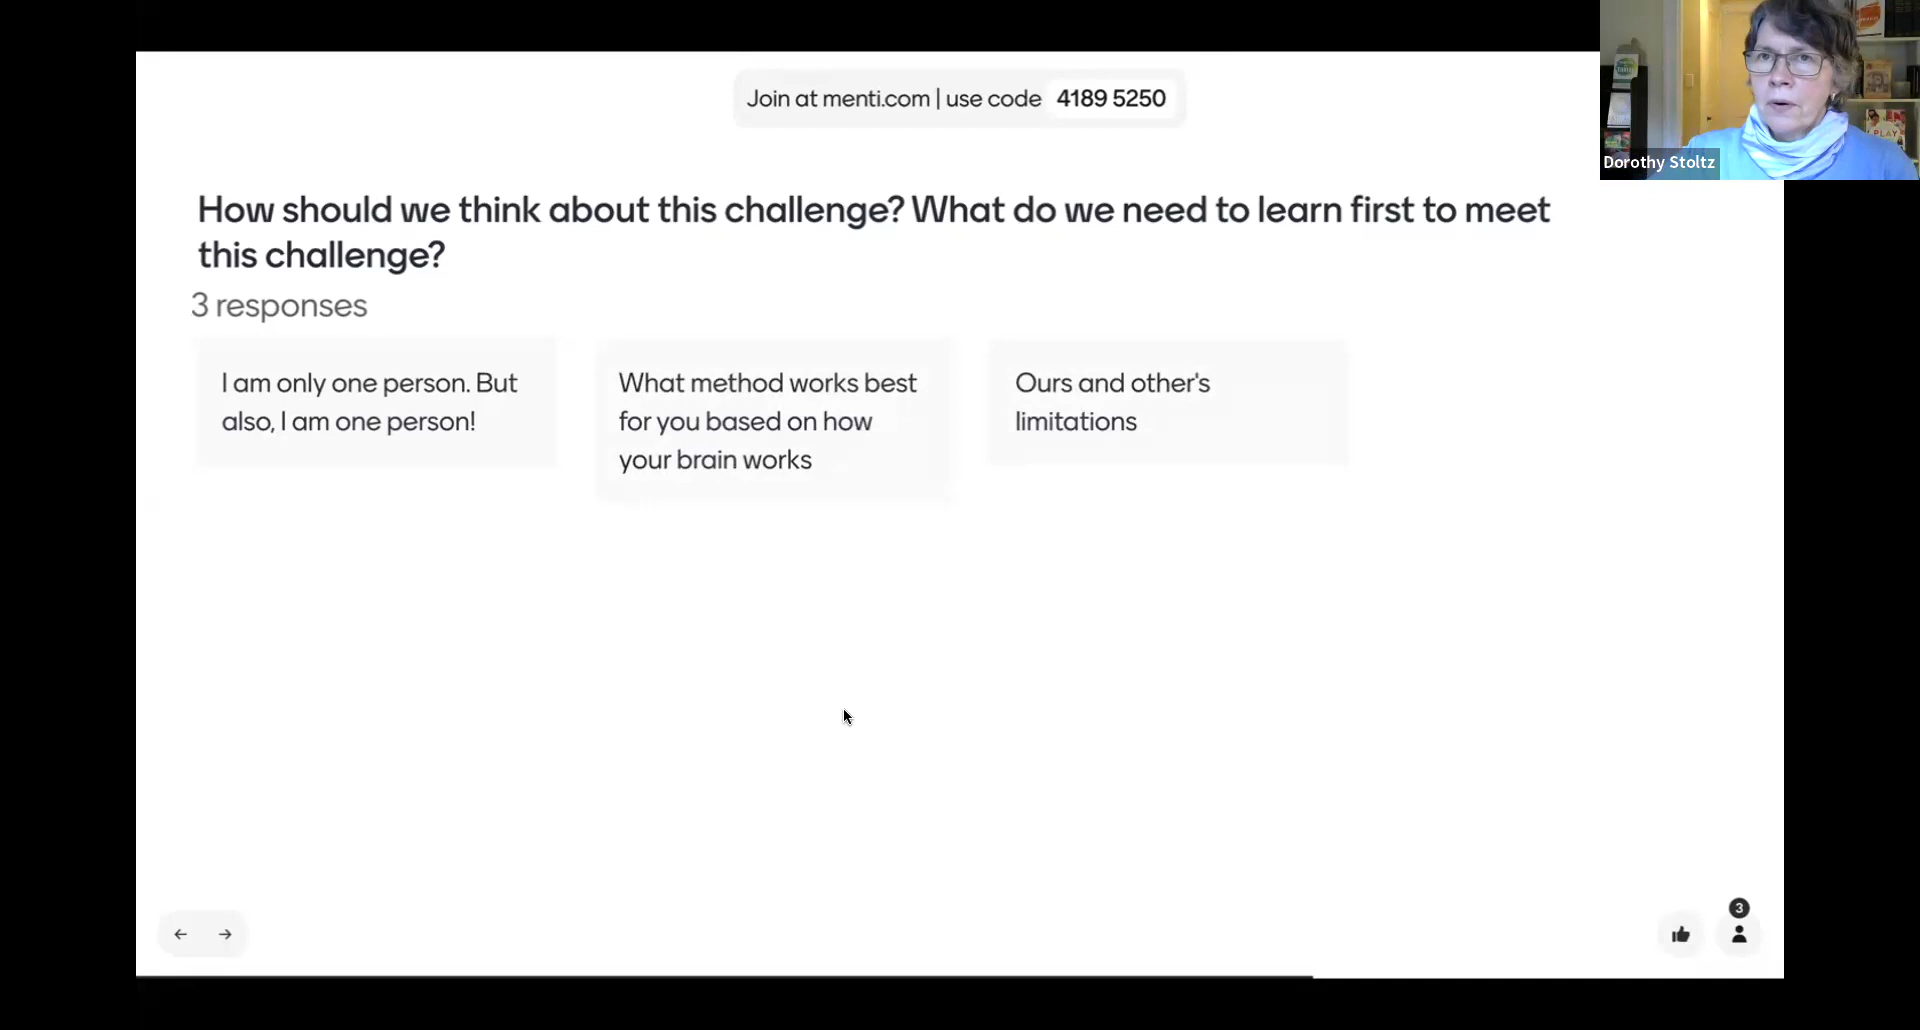 Join at menti.com | use code 4189 5250
Dorothy Stoltz
How should we think about this challenge? What do we need to learn first to meet
this challenge?
3 responses
I am only one person. But
also, I am one person!
What method works best
for you based on how
your brain works
Ours and other's
limitations
3
PLAY